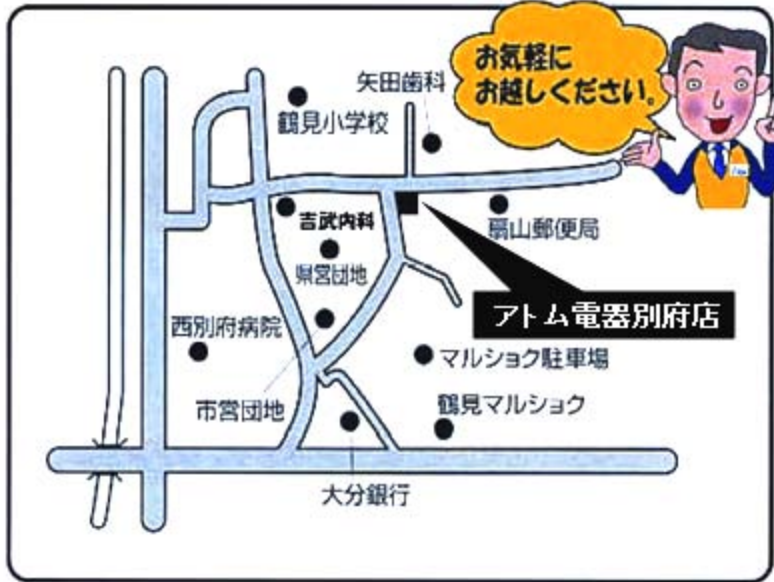 お気軽に
お越しください。
矢田歯科
鶴見小学校
吉武内科
扇山郵便局
県営団地
アトム電器別府店
西別府病院
マルショク駐車場
市営団地
鶴見マルショク
大分銀行